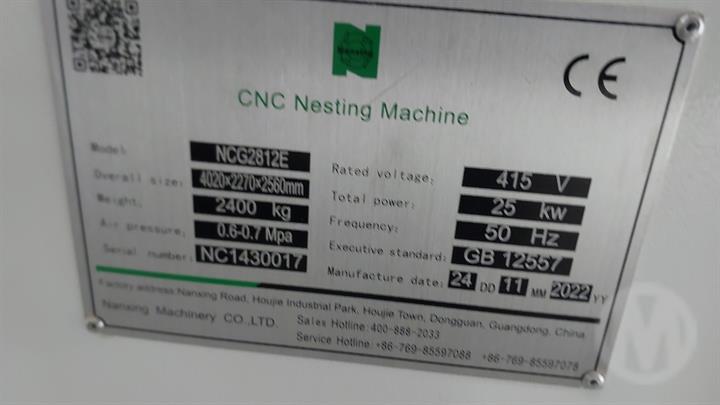 Nanxing
CE
CNC Nesting Machine
Model: NCG2812E
Overall size: 4020×2270×2560mm
Weight: 2400 kg
Air pressure: 0.6-0.7 Mpa
Serial number: NC1430017
Rated voltage: 415 V
Total power: 25 kw
Frequency: 50 Hz
Executive standard: GB 12557
Manufacture date: 24 DD 11 MM 2022 YY
Factory address:Nanxing Road, Houjie Industrial Park, Houjie Town, Dongguan, Guangdong, China
Nanxing Machinery CO.,LTD.
Sales Hotline:400-888-2033
Service Hotline:+86-769-85597088 +86-769-85597078
M